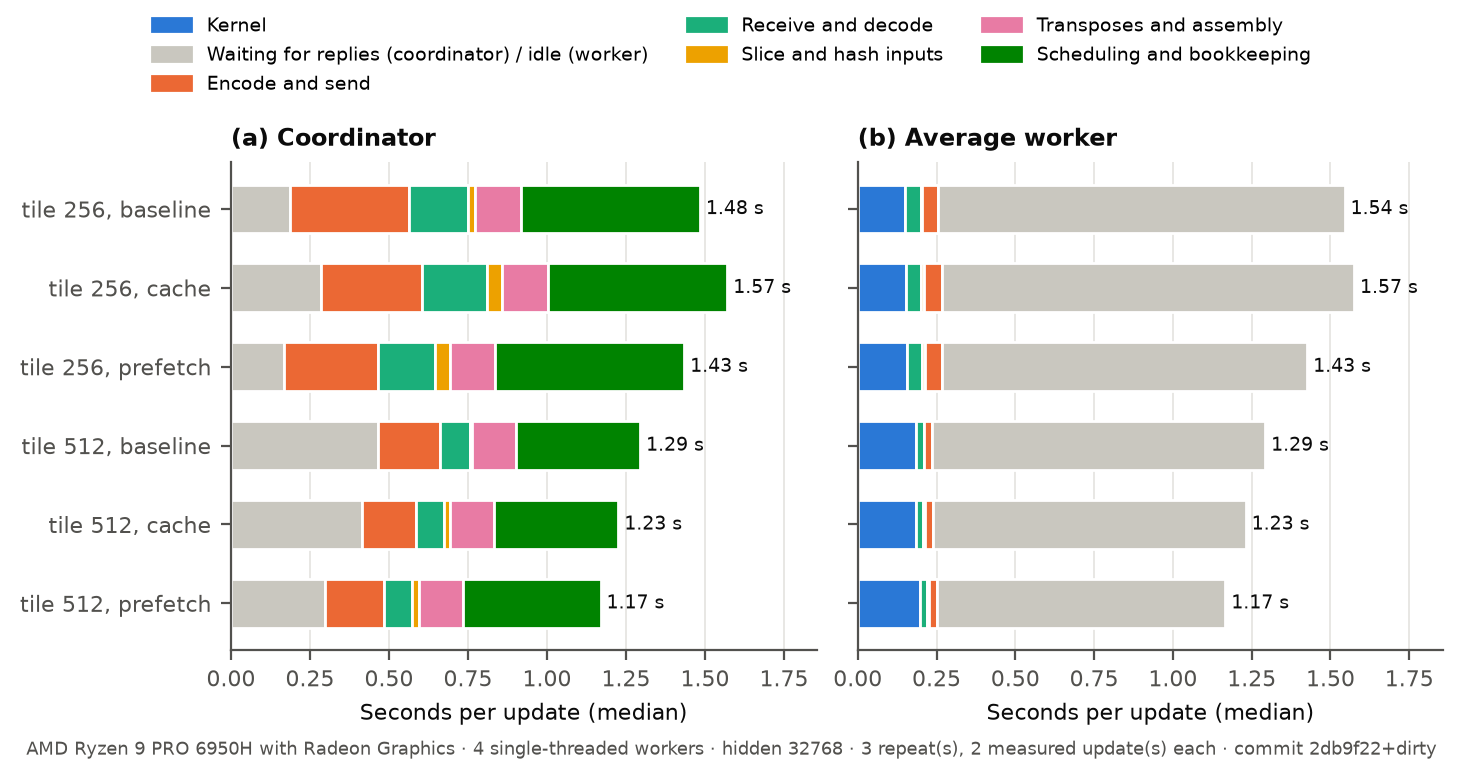 Kernel
Waiting for replies (coordinator) / idle (worker)
Encode and send
Receive and decode
Slice and hash inputs
Transposes and assembly
Scheduling and bookkeeping
(a) Coordinator
tile 256, baseline
1.48 s
tile 256, cache
1.57 s
tile 256, prefetch
1.43 s
tile 512, baseline
1.29 s
tile 512, cache
1.23 s
tile 512, prefetch
1.17 s
0.00 0.25 0.50 0.75 1.00 1.25 1.50 1.75
Seconds per update (median)
(b) Average worker
1.54 s
1.57 s
1.43 s
1.29 s
1.23 s
1.17 s
0.00 0.25 0.50 0.75 1.00 1.25 1.50 1.75
Seconds per update (median)
AMD Ryzen 9 PRO 6950H with Radeon Graphics · 4 single-threaded workers · hidden 32768 · 3 repeat(s), 2 measured update(s) each · commit 2db9f22+dirty